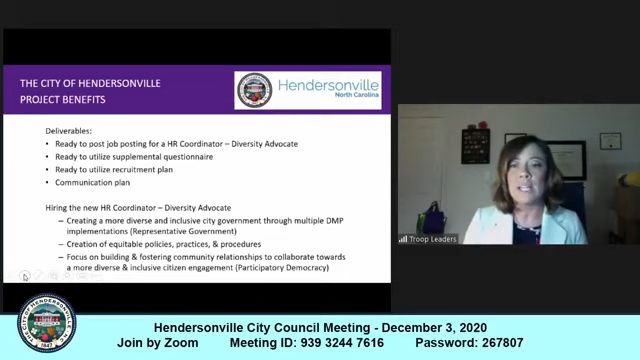 THE CITY OF HENDERSONVILLE
PROJECT BENEFITS
Hendersonville
North Carolina
Deliverables:
• Ready to post job posting for a HR Coordinator – Diversity Advocate
• Ready to utilize supplemental questionnaire
• Ready to utilize recruitment plan
• Communication plan
Hiring the new HR Coordinator – Diversity Advocate
– Creating a more diverse and inclusive city government through multiple DMP
implementations (Representative Government)
– Creation of equitable policies, practices, & procedures
– Focus on building & fostering community relationships to collaborate towards
a more diverse & inclusive citizen engagement (Participatory Democracy)
Troop Leaders
1847
Hendersonville City Council Meeting - December 3, 2020
Join by Zoom Meeting ID: 939 3244 7616 Password: 267807